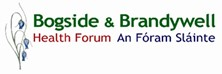 Bogside & Brandywell
Health Forum An Fóram Sláinte